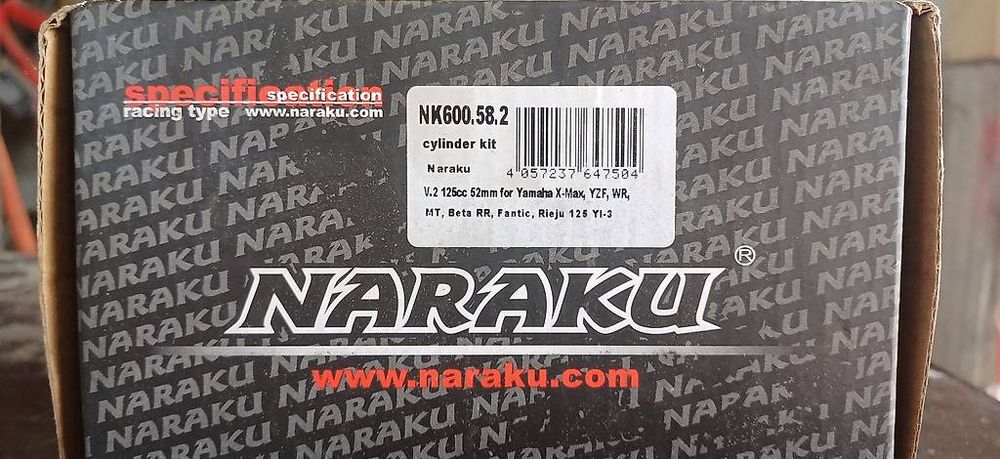 specification
specification
racing type www.naraku.com
NK600.58.2
cylinder kit
Naraku
4 057237 647504
V.2 125cc 52mm for Yamaha X-Max, YZF, WR,
MT, Beta RR, Fantic, Rieju 125 YI-3
NARAKU®
www.naraku.com